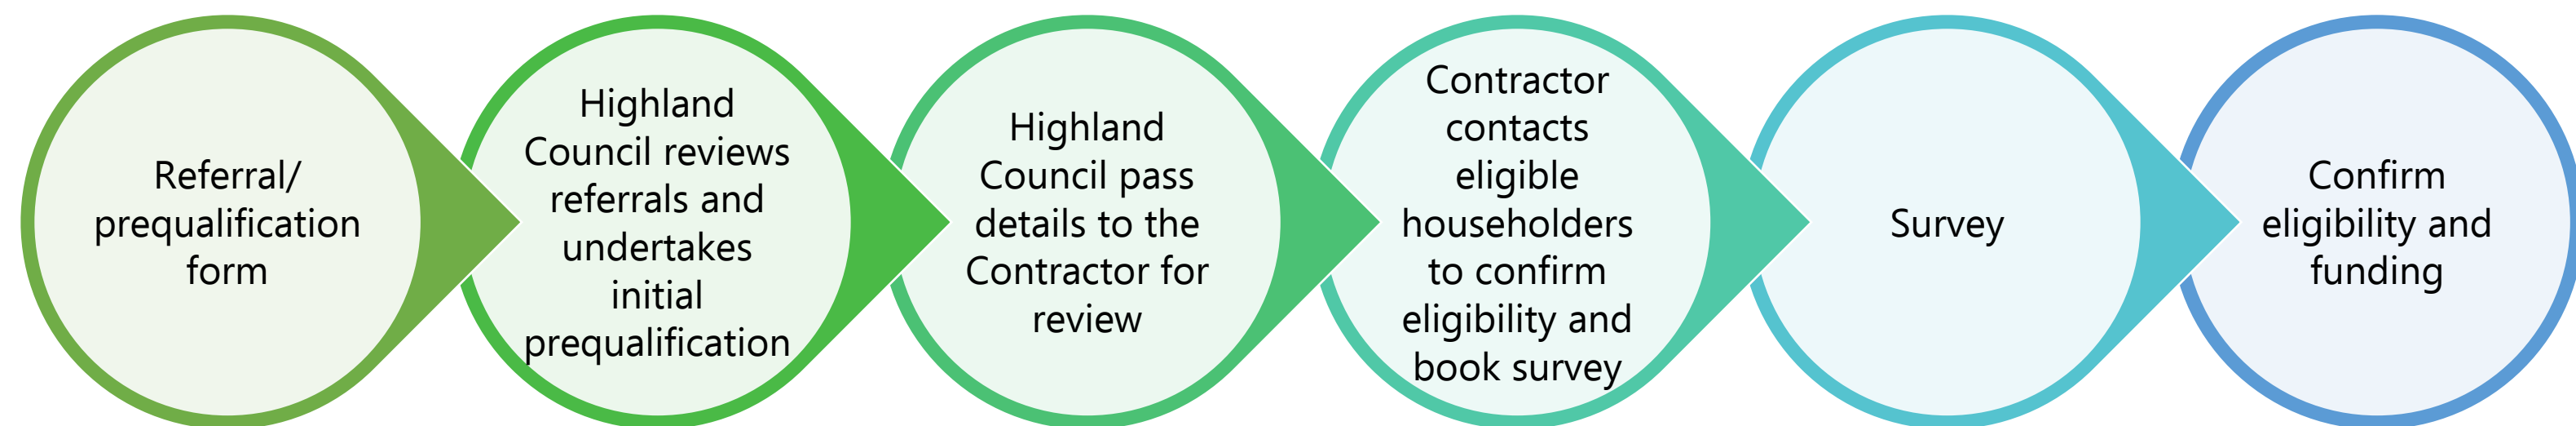 Referral/
prequalification
form
Highland
Council reviews
referrals and
undertakes
initial
prequalification
Highland
Council pass
details to the
Contractor for
review
Contractor
contacts
eligible
householders
to confirm
eligibility and
book survey
Survey
Confirm
eligibility and
funding